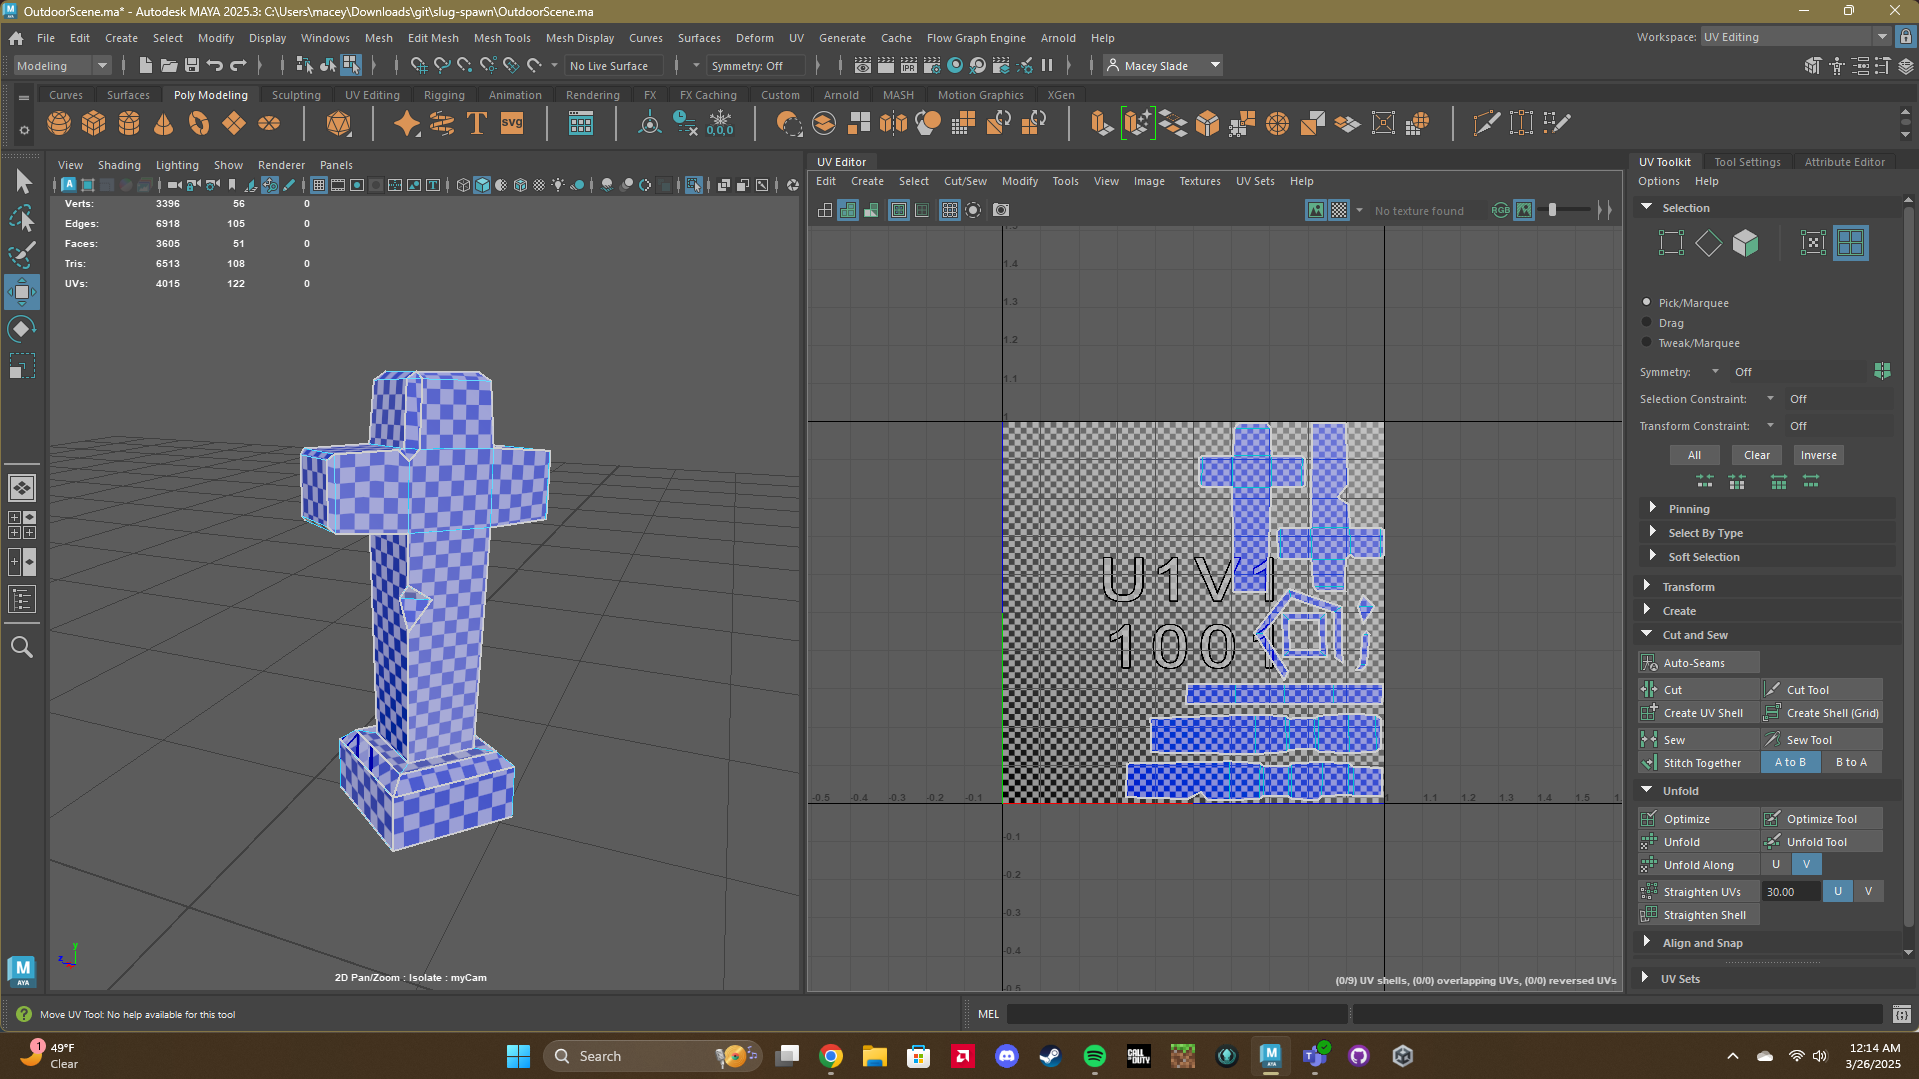 OutdoorScene.ma* - Autodesk MAYA 2025.3: C:\Users\macey\Downloads\git\slug-spawn\OutdoorScene.ma
File Edit Create Select Modify Display Windows Mesh Edit Mesh Mesh Tools Mesh Display Curves Surfaces Deform UV Generate Cache Flow Graph Engine Arnold Help
Workspace: UV Editing
Modeling No Live Surface Symmetry: Off Macey Slade
Curves Surfaces Poly Modeling Sculpting UV Editing Rigging Animation Rendering FX FX Caching Custom Arnold MASH Motion Graphics XGen
T SVG 0,0,0
View Shading Lighting Show Renderer Panels
Verts: 3396 56 0
Edges: 6918 105 0
Faces: 3605 51 0
Tris: 6513 108 0
UVs: 4015 122 0
2D Pan/Zoom : Isolate : myCam
y
z
UV Editor
Edit Create Select Cut/Sew Modify Tools View Image Textures UV Sets Help
No texture found RGB
1.4
1.3
1.2
1.1
1
U1V1
1001
-0.5 -0.4 -0.3 -0.2 -0.1 1 1.1 1.2 1.3 1.4 1.5
-0.1
-0.2
-0.3
-0.4
(0/9) UV shells, (0/0) overlapping UVs, (0/0) reversed UVs
UV Toolkit Tool Settings Attribute Editor
Options Help
Selection
Pick/Marquee
Drag
Tweak/Marquee
Symmetry: Off
Selection Constraint: Off
Transform Constraint: Off
All Clear Inverse
Pinning
Select By Type
Soft Selection
Transform
Create
Cut and Sew
Auto-Seams
Cut Cut Tool
Create UV Shell Create Shell (Grid)
Sew Sew Tool
Stitch Together A to B B to A
Unfold
Optimize Optimize Tool
Unfold Unfold Tool
Unfold Along U V
Straighten UVs 30.00 U V
Straighten Shell
Align and Snap
UV Sets
M
AYA
Move UV Tool: No help available for this tool
MEL
1
49°F
Clear
Search
CALL OF DUTY
12:14 AM
3/26/2025